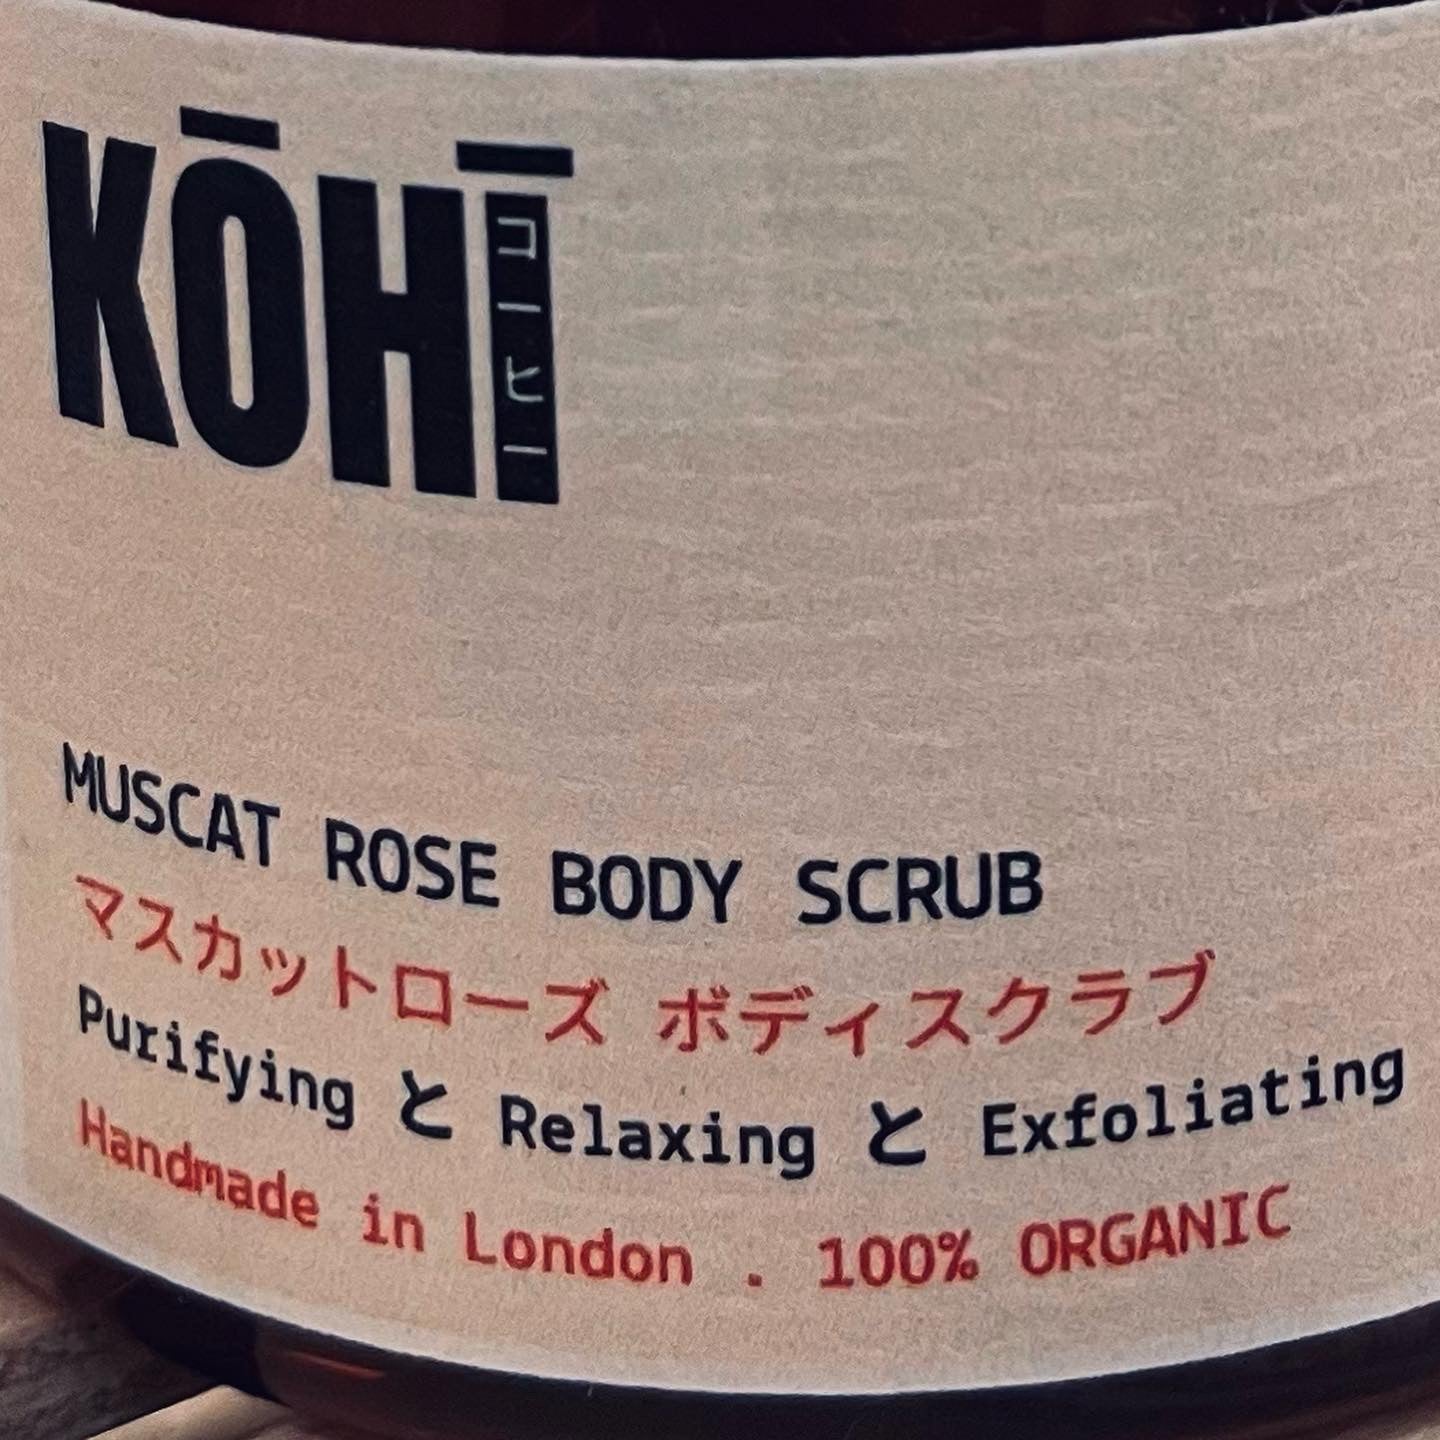 KŌHĪ
コーヒー
MUSCAT ROSE BODY SCRUB
マスカットローズ ボディスクラブ
Purifying と Relaxing と Exfoliating
Handmade in London . 100% ORGANIC